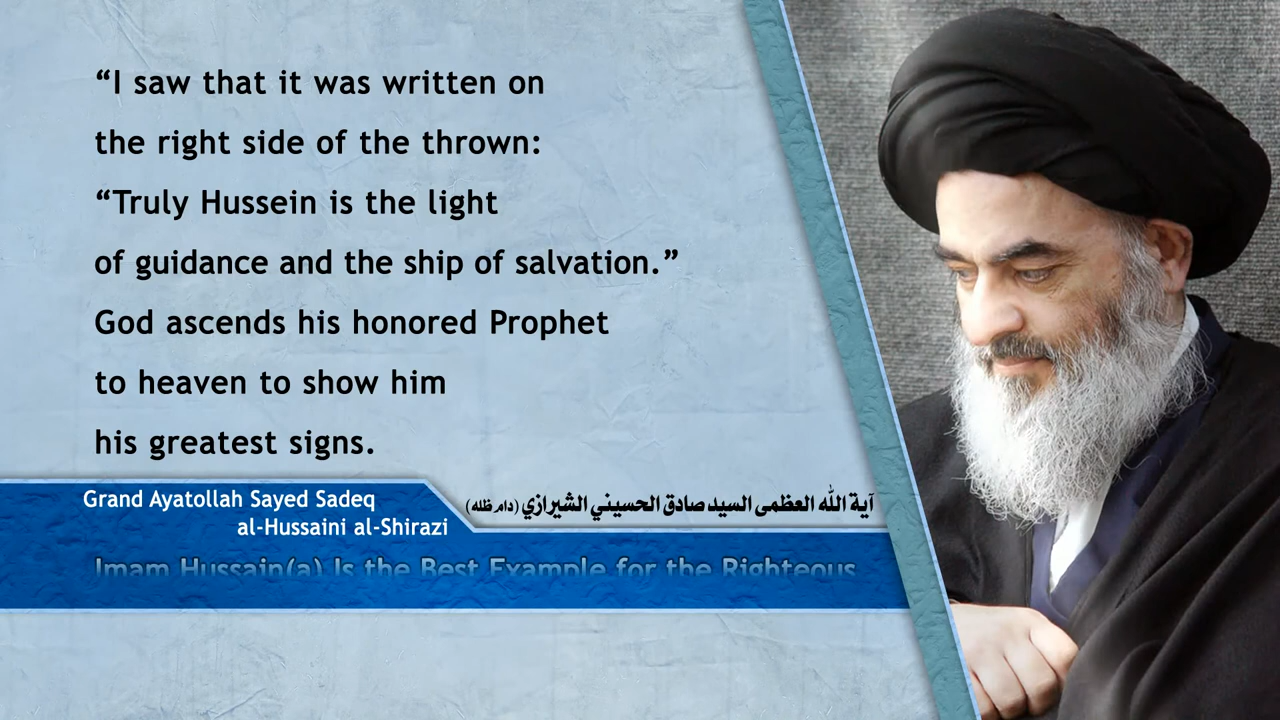 “I saw that it was written on
the right side of the thrown:
“Truly Hussein is the light
of guidance and the ship of salvation.”
God ascends his honored Prophet
to heaven to show him
his greatest signs.
Grand Ayatollah Sayed Sadeq
al-Hussaini al-Shirazi
آية الله العظمى السيد صادق الحسيني الشيرازي (دام ظله)
Imam Hussain(a) Is the Best Example for the Righteous